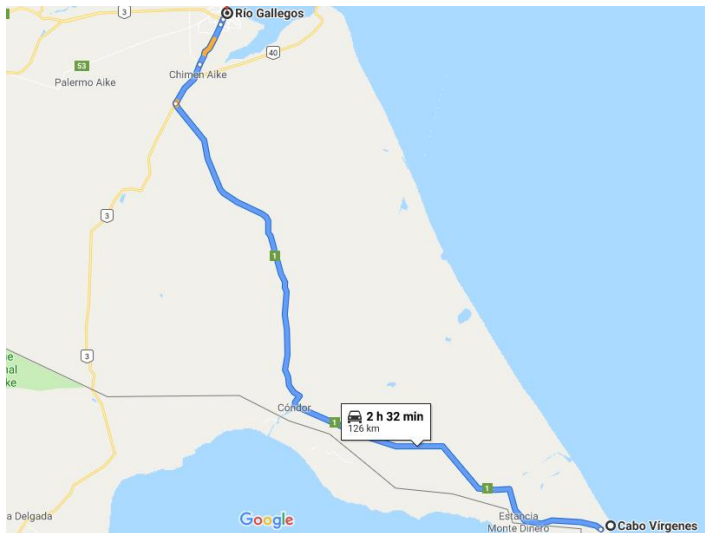 3
Río Gallegos
40
53
Chimen Aike
Palermo Aike
3
1
3
Cóndor
1
2 h 32 min
126 km
1
a Delgada
Google
Estancia
Monte Dinero
Cabo Vírgenes